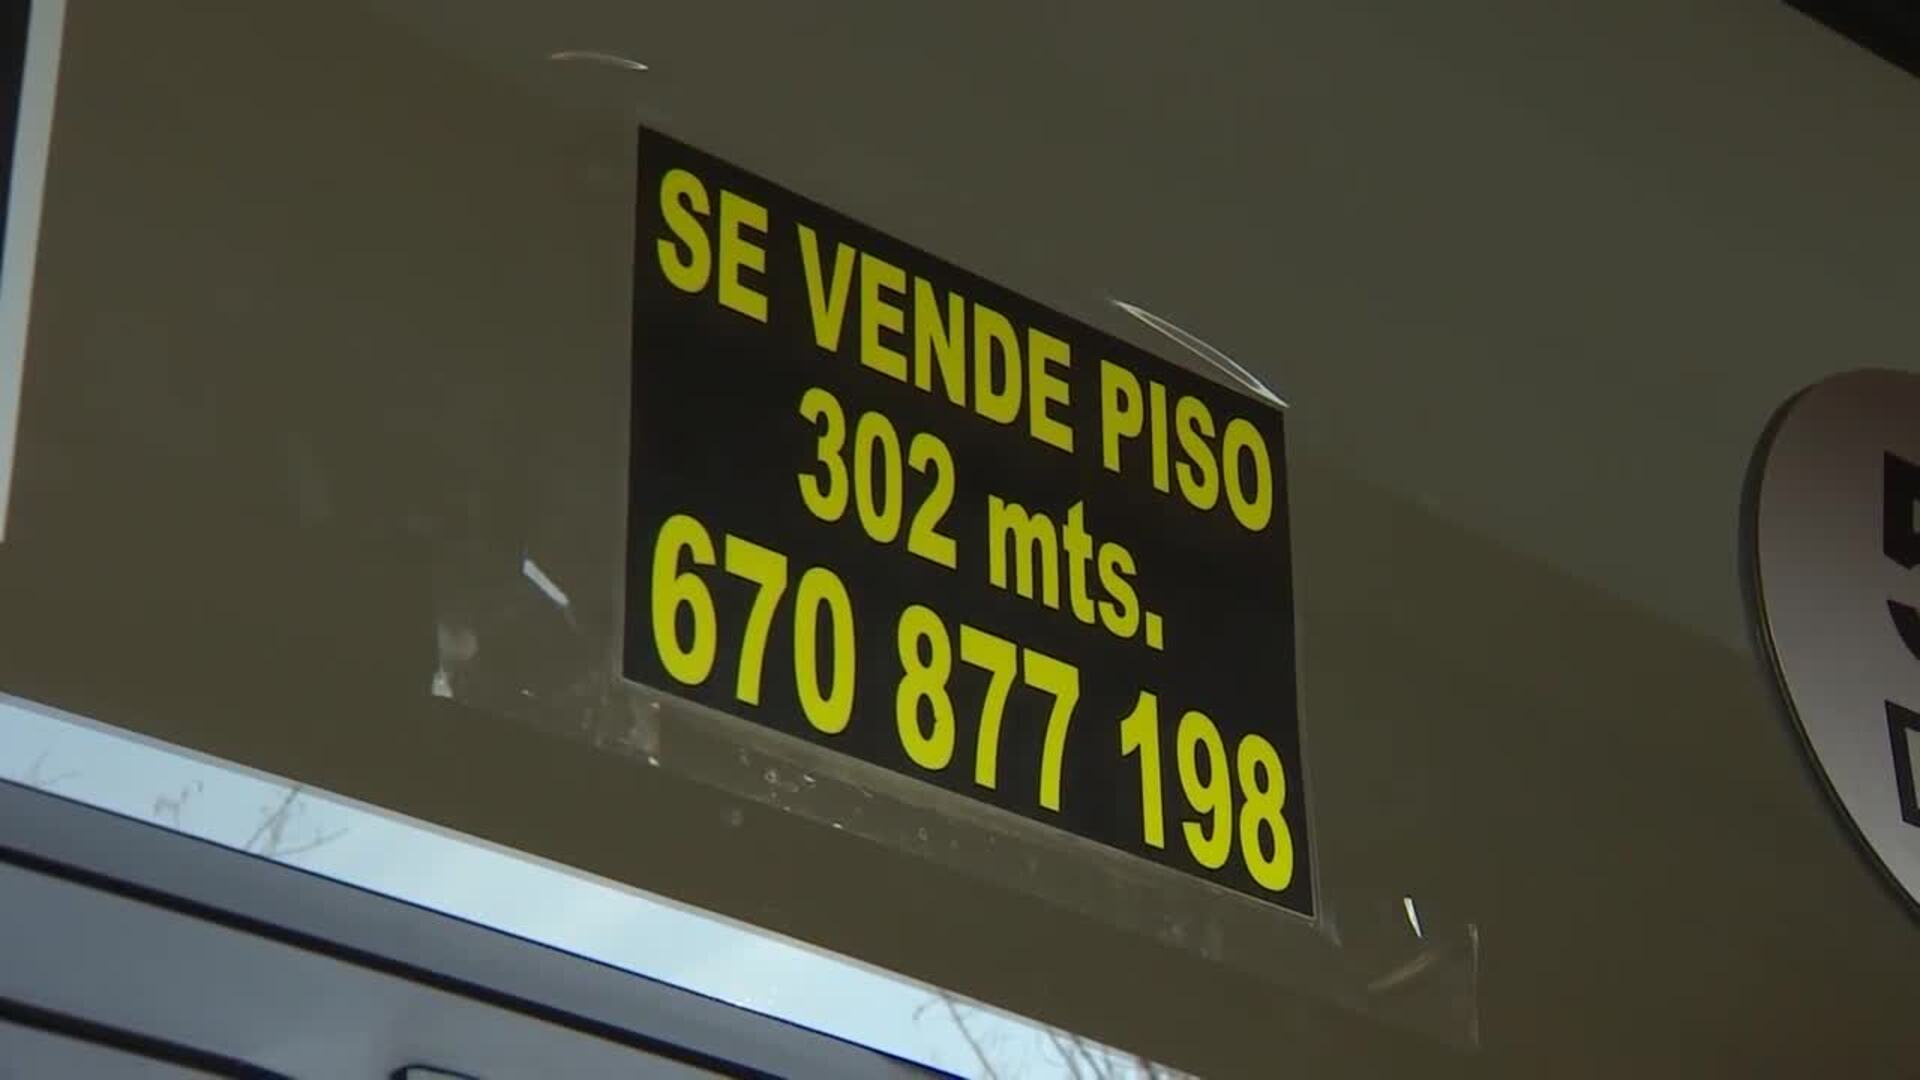 SE VENDE PISO
302 mts.
670 877 198